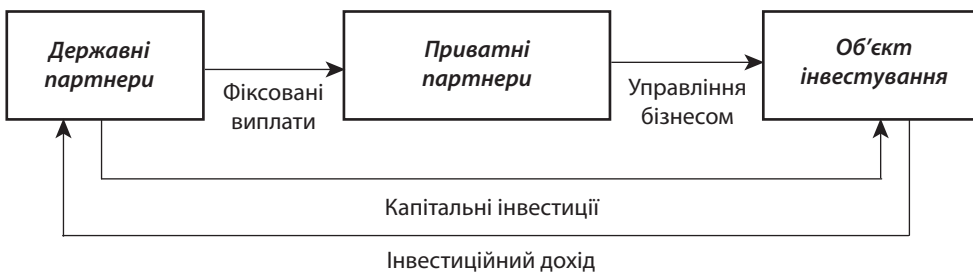 Державні
партнери
Фіксовані
виплати
Приватні
партнери
Управління
бізнесом
Об’єкт
інвестування
Капітальні інвестиції
Інвестиційний дохід